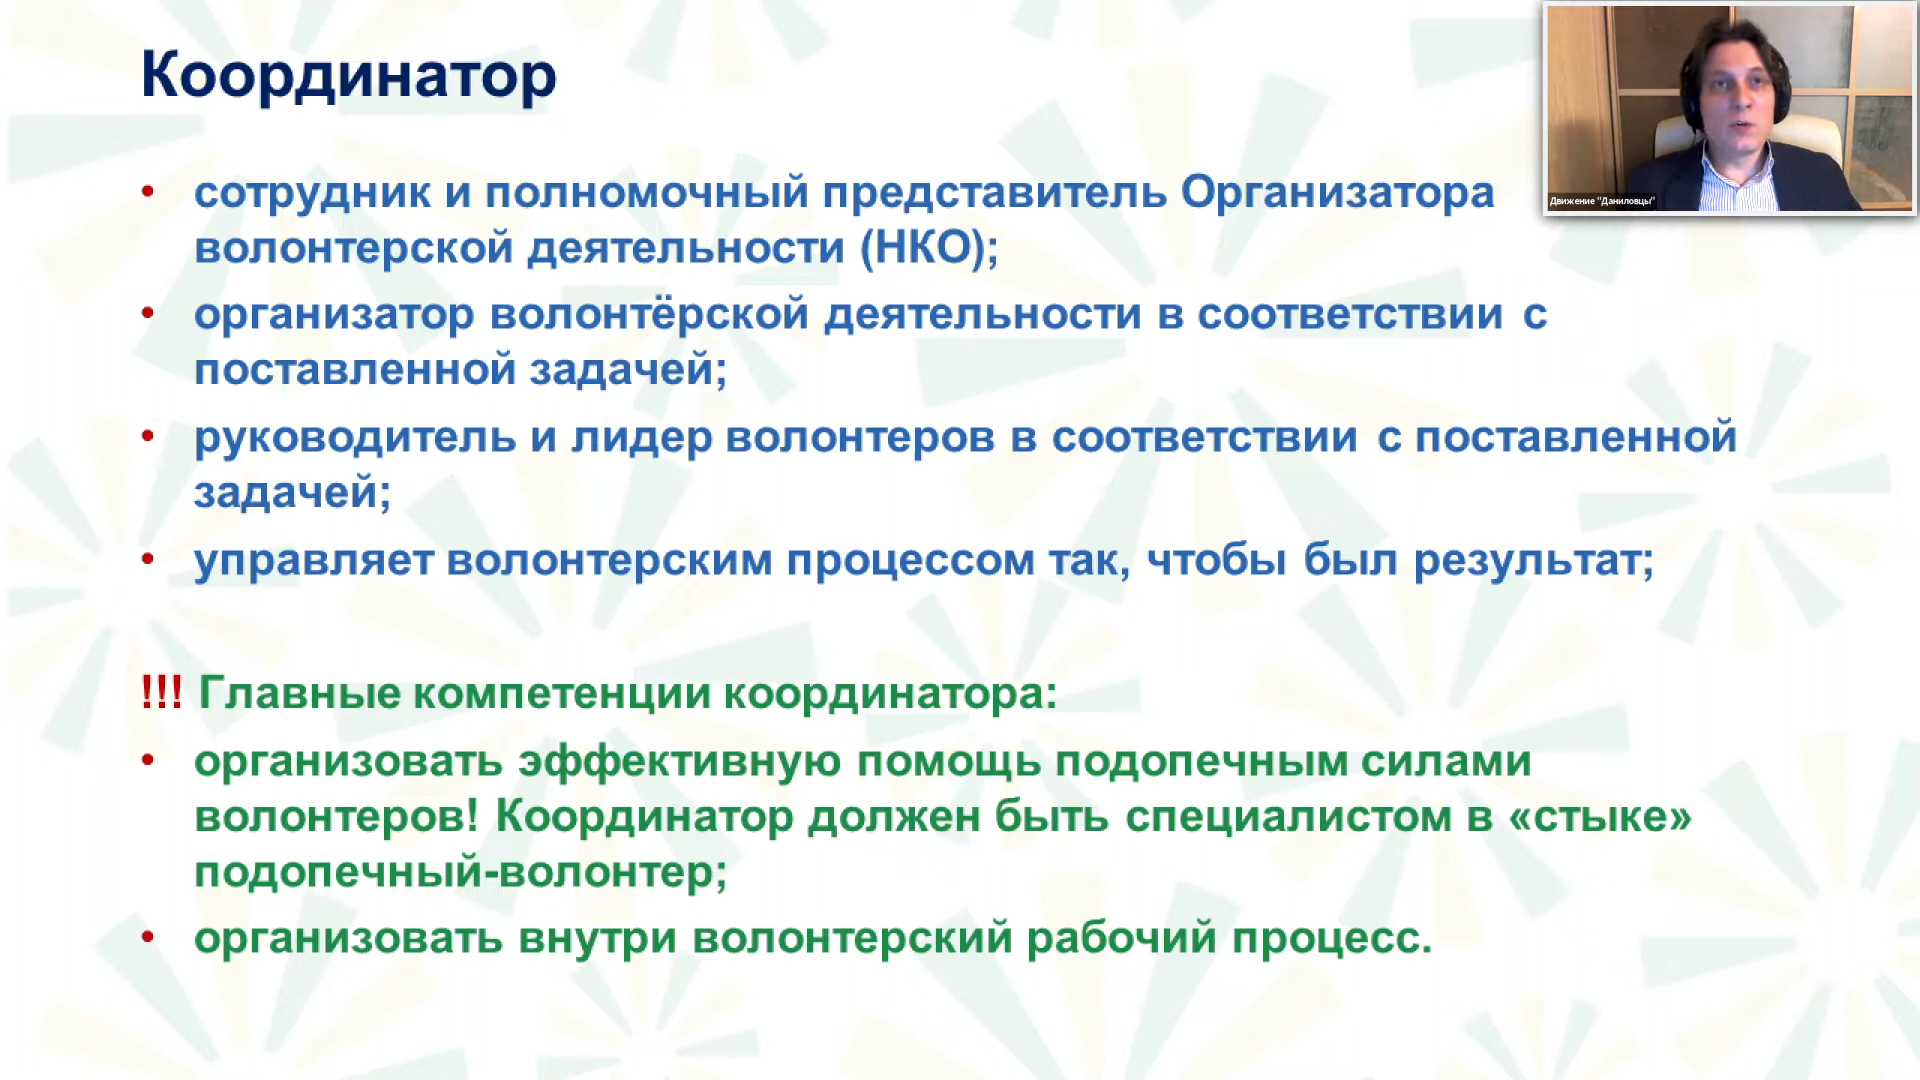 Координатор
• сотрудник и полномочный представитель Организатора
волонтерской деятельности (НКО);
• организатор волонтёрской деятельности в соответствии с
поставленной задачей;
• руководитель и лидер волонтеров в соответствии с поставленной
задачей;
• управляет волонтерским процессом так, чтобы был результат;
!!! Главные компетенции координатора:
• организовать эффективную помощь подопечным силами
волонтеров! Координатор должен быть специалистом в «стыке»
подопечный-волонтер;
• организовать внутри волонтерский рабочий процесс.
Движение "Даниловцы"